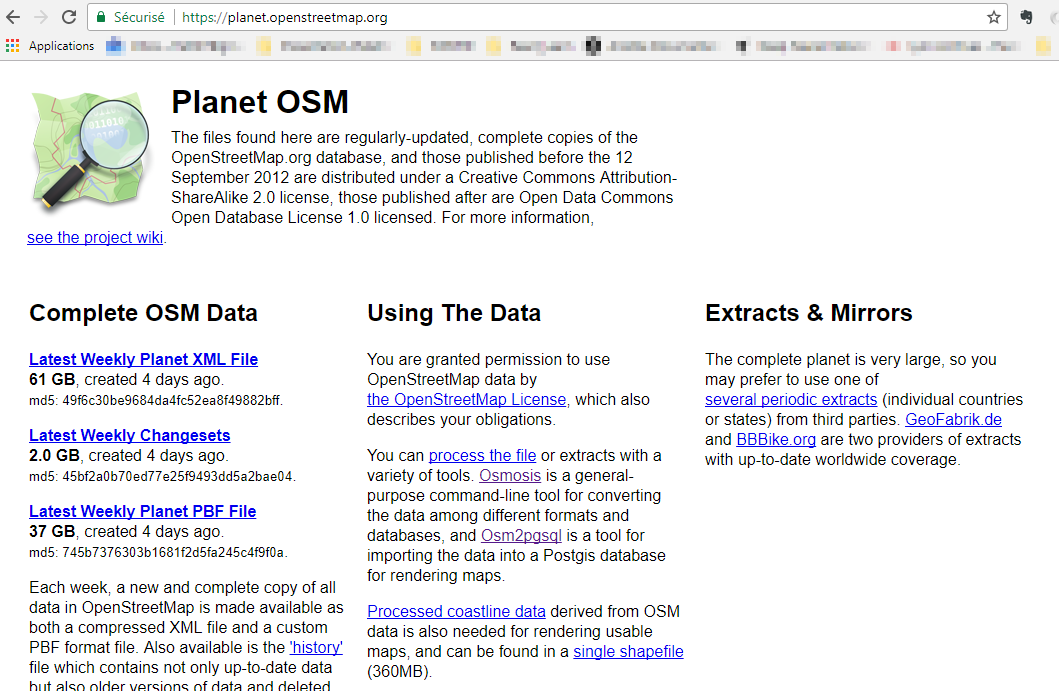 Sécurisé https://planet.openstreetmap.org
Applications
Planet OSM
The files found here are regularly-updated, complete copies of the
OpenStreetMap.org database, and those published before the 12
September 2012 are distributed under a Creative Commons Attribution-
ShareAlike 2.0 license, those published after are Open Data Commons
Open Database License 1.0 licensed. For more information,
see the project wiki.
Complete OSM Data
Latest Weekly Planet XML File
61 GB, created 4 days ago.
md5: 49f6c30be9684da4fc52ea8f49882bff.
Latest Weekly Changesets
2.0 GB, created 4 days ago.
md5: 45bf2a0b70ed77e25f9493dd5a2bae04.
Latest Weekly Planet PBF File
37 GB, created 4 days ago.
md5: 745b7376303b1681f2d5fa245c4f9f0a.
Each week, a new and complete copy of all
data in OpenStreetMap is made available as
both a compressed XML file and a custom
PBF format file. Also available is the 'history'
file which contains not only up-to-date data
but also older versions of data and deleted
Using The Data
You are granted permission to use
OpenStreetMap data by
the OpenStreetMap License, which also
describes your obligations.
You can process the file or extracts with a
variety of tools. Osmosis is a general-
purpose command-line tool for converting
the data among different formats and
databases, and Osm2pgsql is a tool for
importing the data into a Postgis database
for rendering maps.
Processed coastline data derived from OSM
data is also needed for rendering usable
maps, and can be found in a single shapefile
(360MB).
Extracts & Mirrors
The complete planet is very large, so you
may prefer to use one of
several periodic extracts (individual countries
or states) from third parties. GeoFabrik.de
and BBBike.org are two providers of extracts
with up-to-date worldwide coverage.